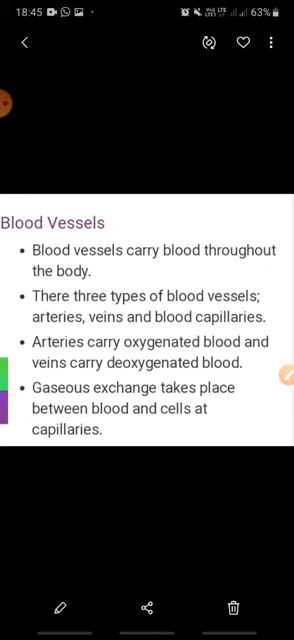 18:45
LTE
63%
Blood Vessels
• Blood vessels carry blood throughout
the body.
• There three types of blood vessels;
arteries, veins and blood capillaries.
• Arteries carry oxygenated blood and
veins carry deoxygenated blood.
• Gaseous exchange takes place
between blood and cells at
capillaries.